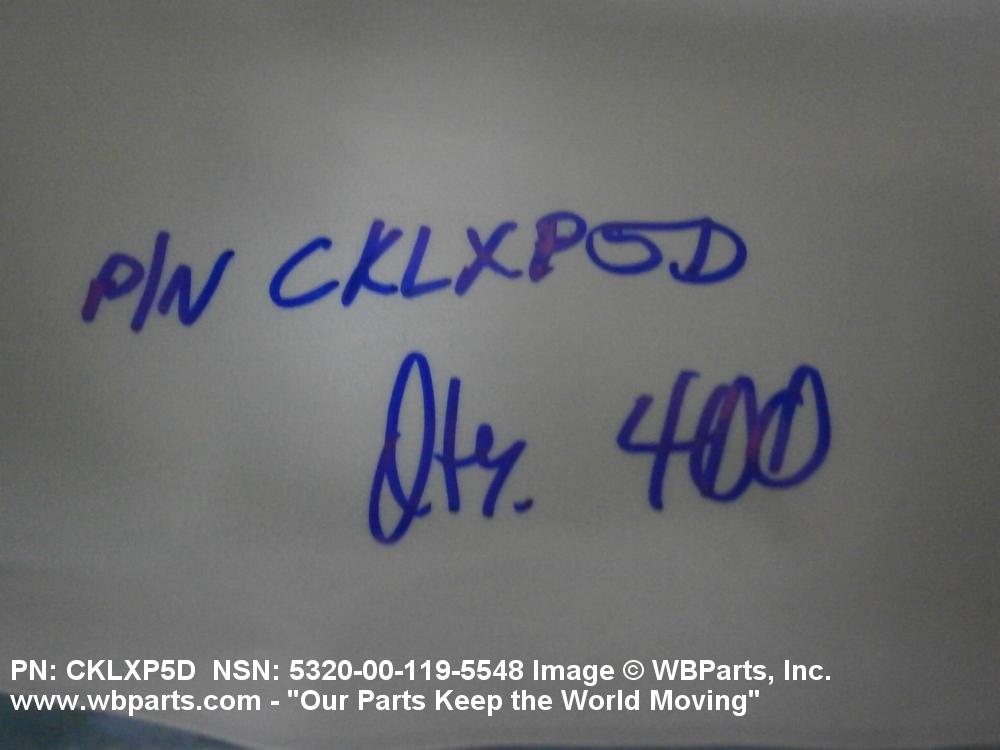 P/N CKLXP5D
Qty. 400
PN: CKLXP5D NSN: 5320-00-119-5548 Image © WBParts, Inc.
www.wbparts.com - "Our Parts Keep the World Moving"